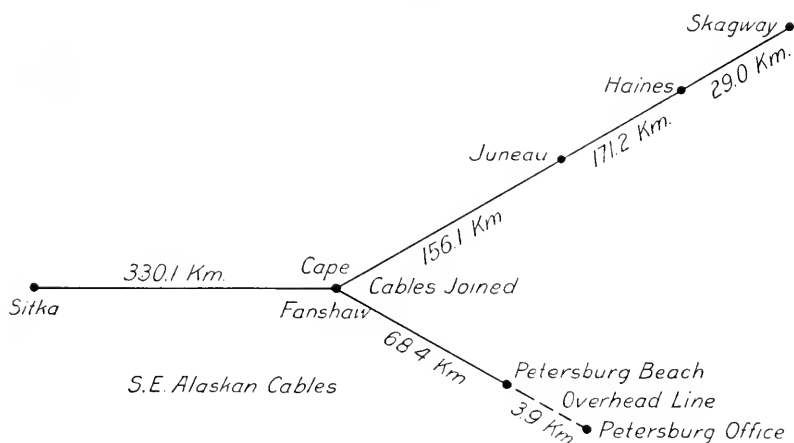 Skagway
29.0 Km.
Haines
171.2 Km.
Juneau
156.1 Km
330.1 Km.
Cape
Fanshaw
Cables Joined
Sitka
68.4 Km
S.E. Alaskan Cables
Petersburg Beach
Overhead Line
3.9 Km
Petersburg Office